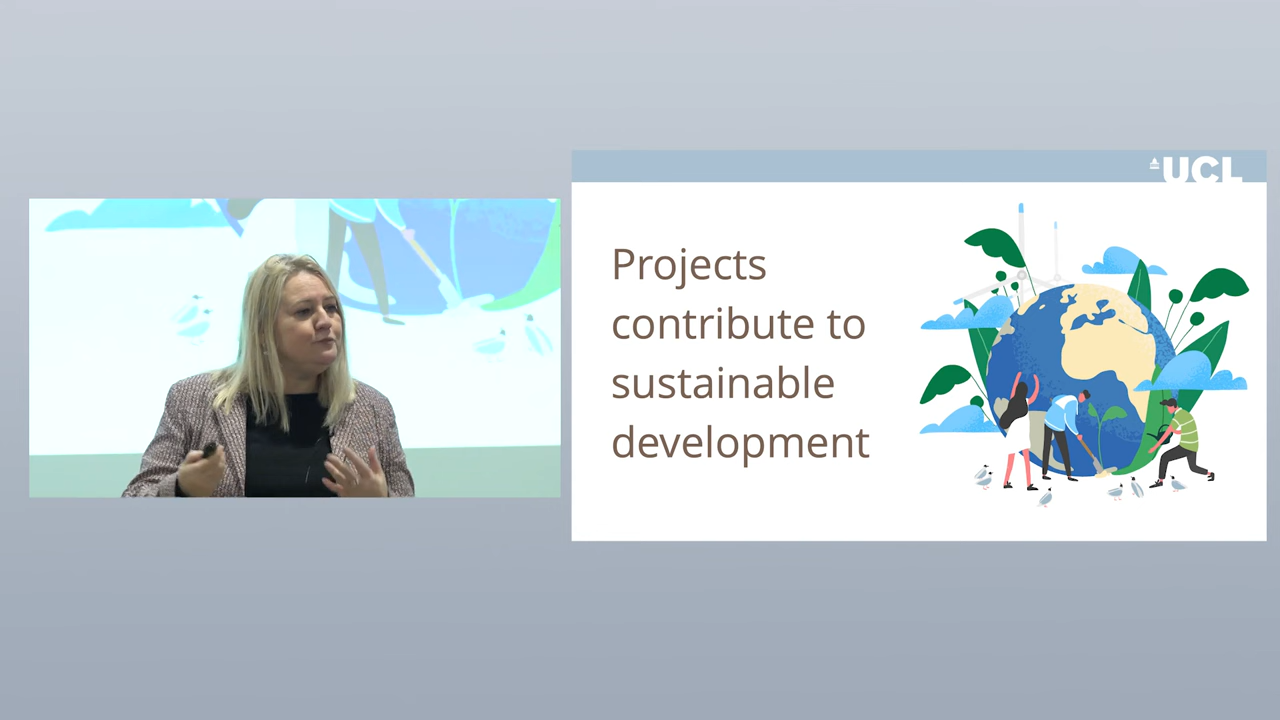 UCL
Projects
contribute to
sustainable
development